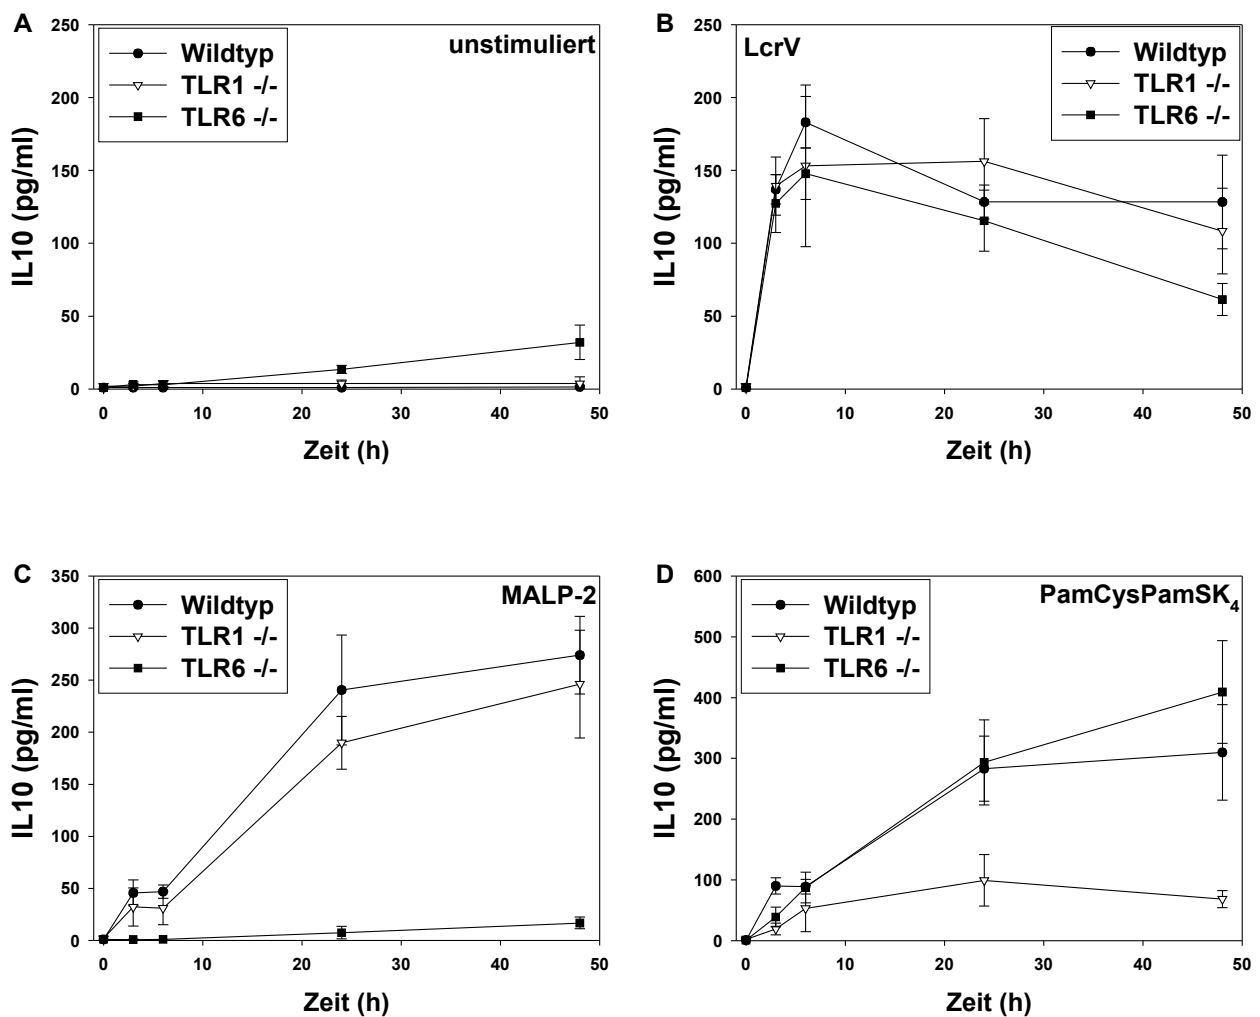 A
unstimuliert
Wildtyp
TLR1 -/-
TLR6 -/-
IL10 (pg/ml)
250
200
150
100
50
0
0 10 20 30 40 50
Zeit (h)
B
LcrV
Wildtyp
TLR1 -/-
TLR6 -/-
IL10 (pg/ml)
250
200
150
100
50
0
0 10 20 30 40 50
Zeit (h)
C
MALP-2
Wildtyp
TLR1 -/-
TLR6 -/-
IL10 (pg/ml)
350
300
250
200
150
100
50
0
0 10 20 30 40 50
Zeit (h)
D
PamCysPamSK₄
Wildtyp
TLR1 -/-
TLR6 -/-
IL10 (pg/ml)
600
500
400
300
200
100
0
0 10 20 30 40 50
Zeit (h)